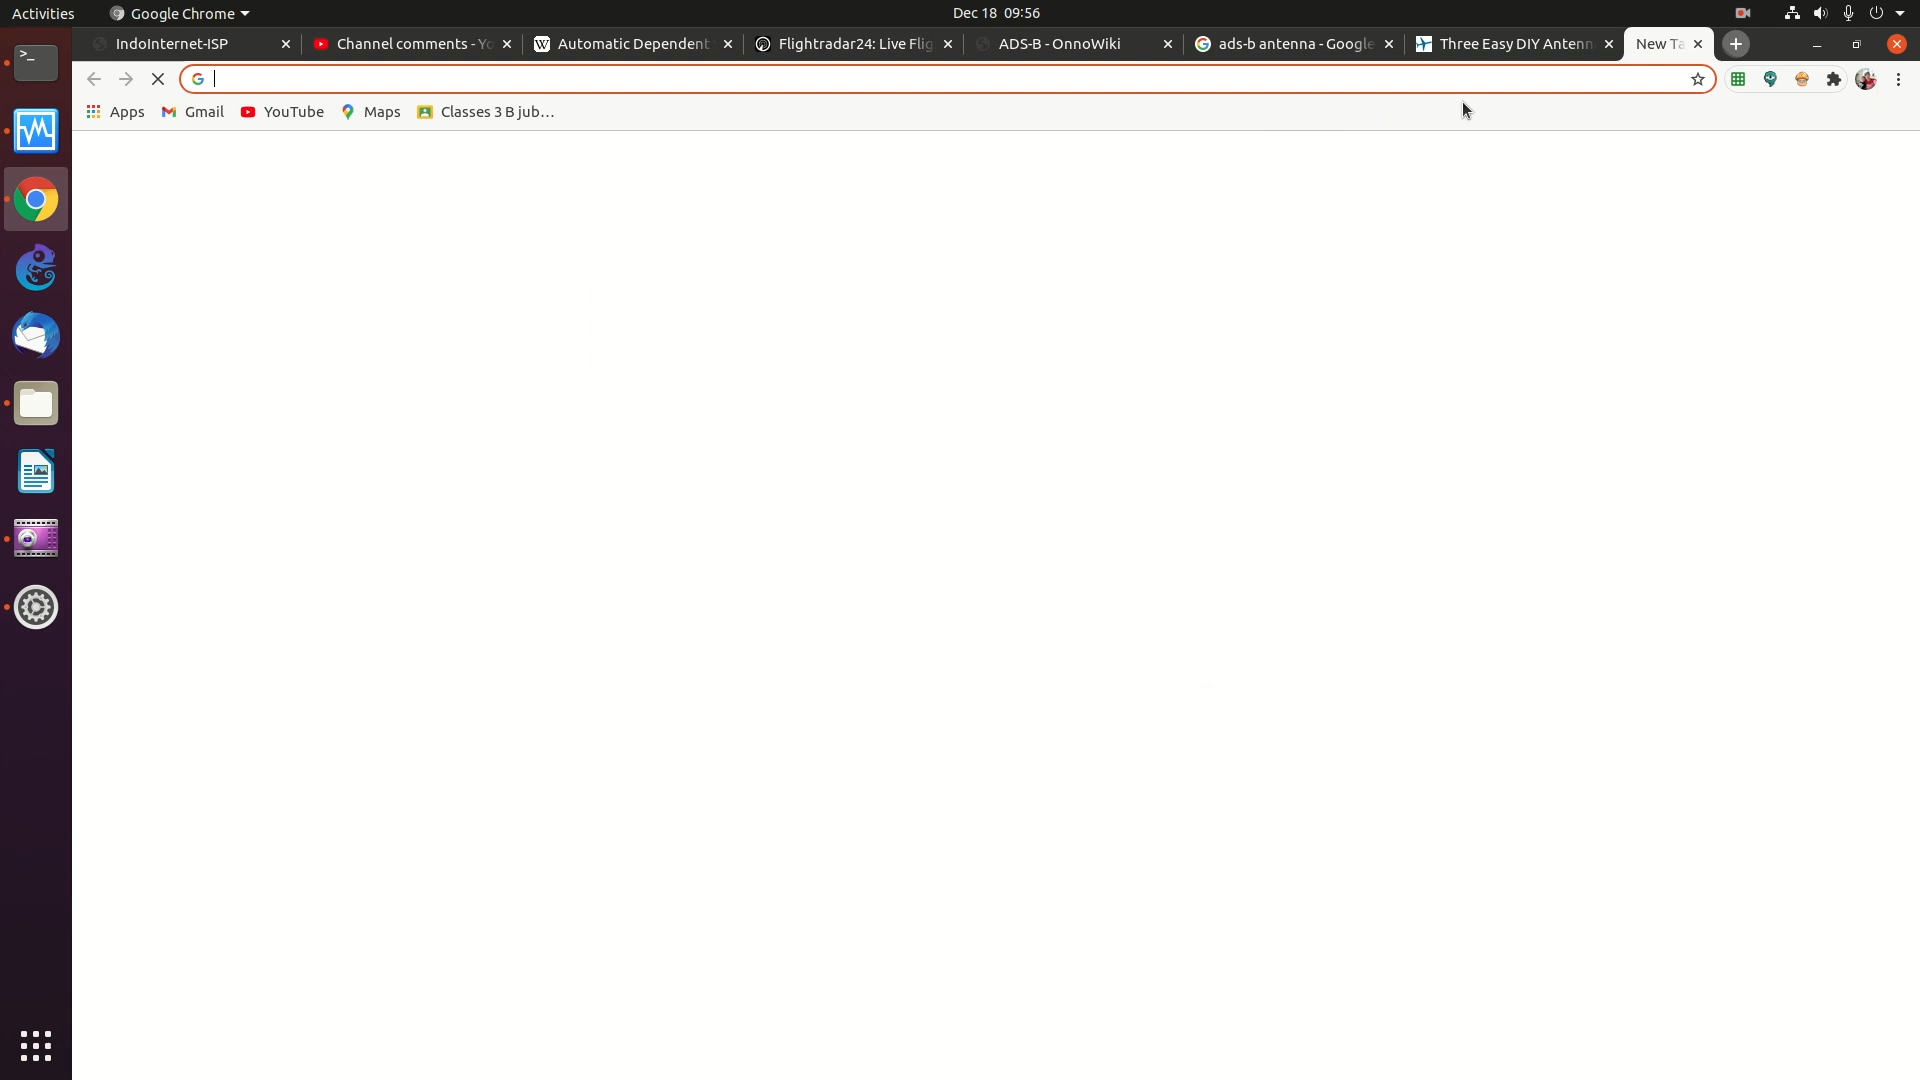 Activities
Google Chrome
Dec 18 09:56
IndoInternet-ISP
Channel comments - Yo
Automatic Dependent
Flightradar24: Live Flig
ADS-B - OnnoWiki
ads-b antenna - Google
Three Easy DIY Antenn
New Ta
Apps
Gmail
YouTube
Maps
Classes 3 B jub...